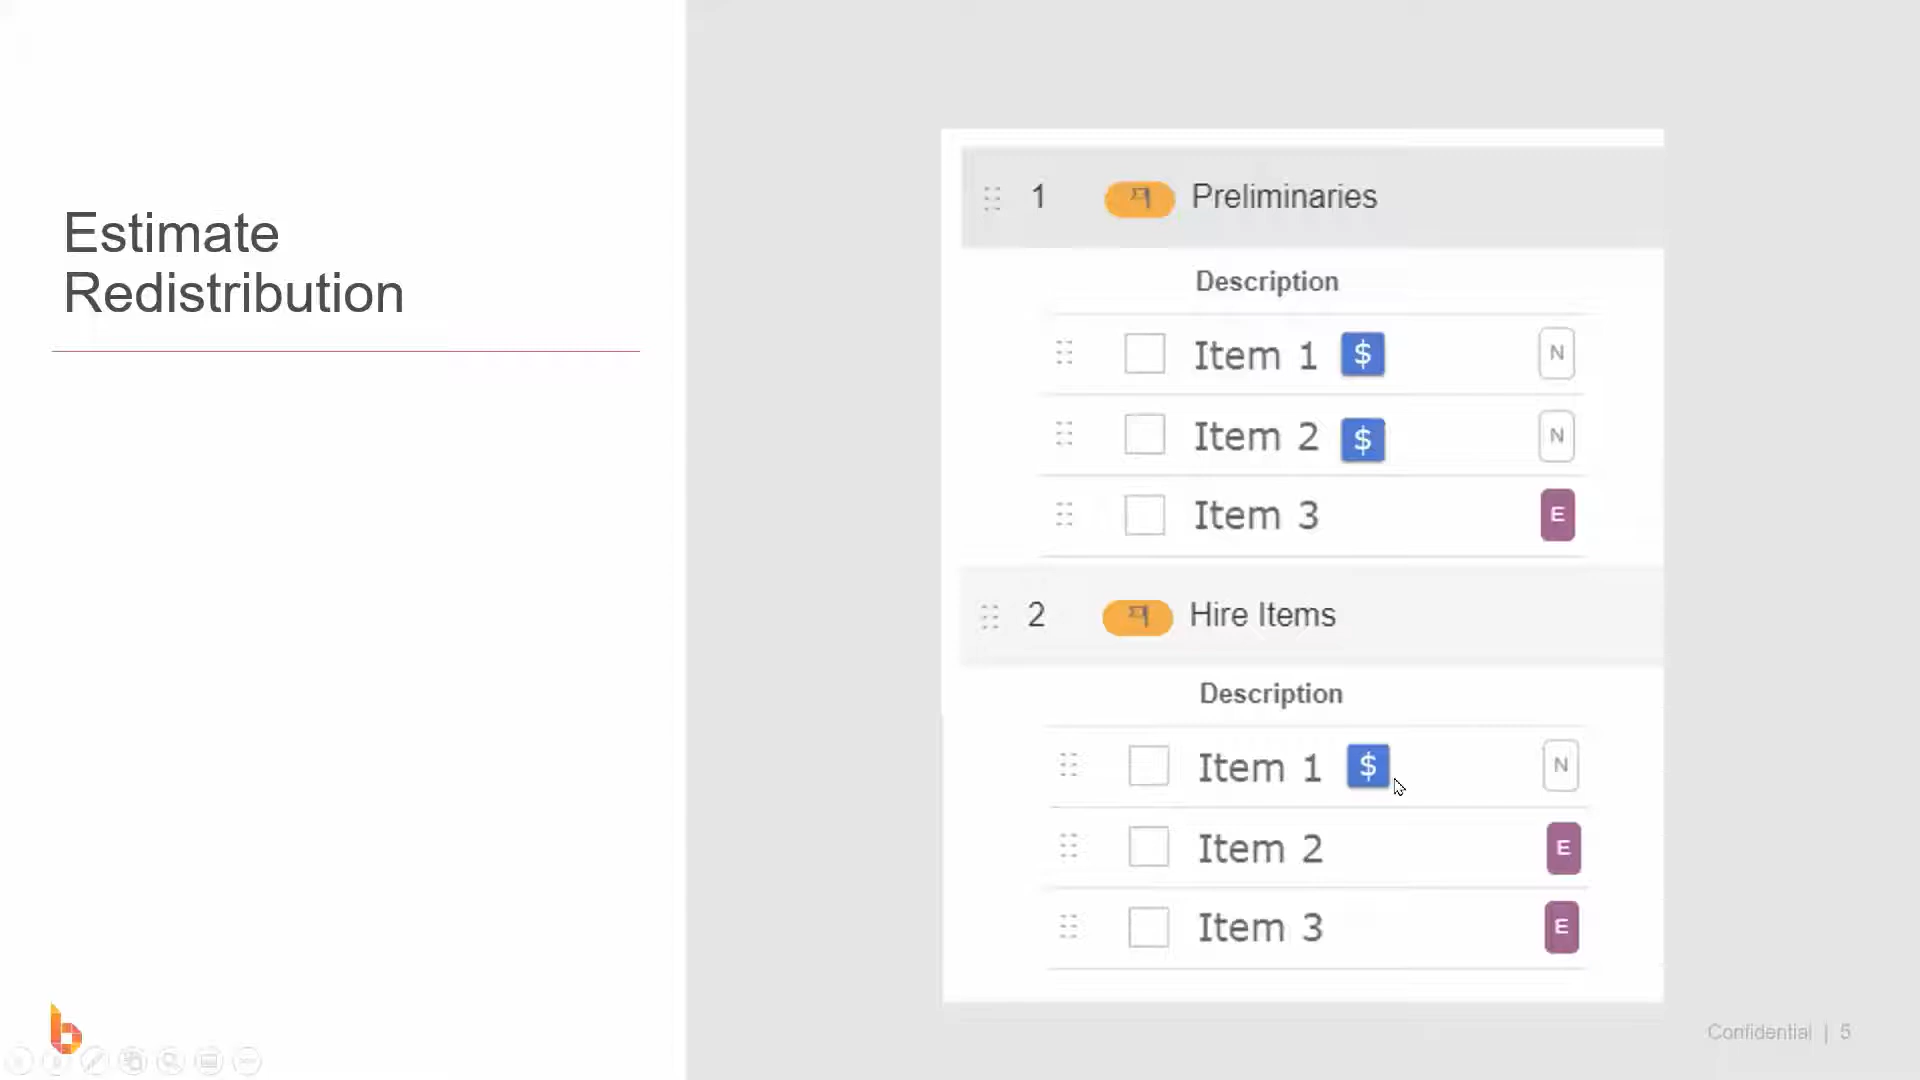 Estimate
Redistribution
1 Preliminaries
Description
Item 1 $ N
Item 2 $ N
Item 3 E
2 Hire Items
Description
Item 1 $ N
Item 2 E
Item 3 E
Confidential | 5